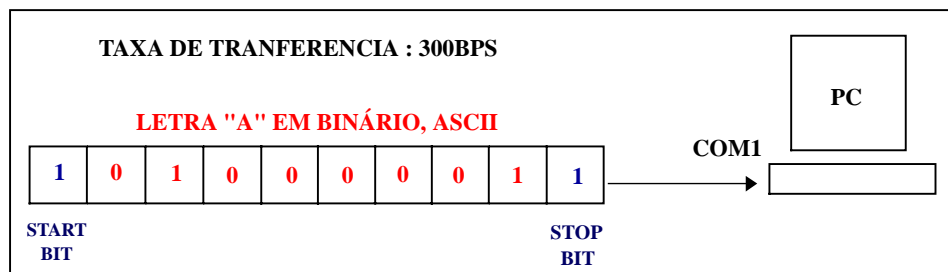 TAXA DE TRANFERENCIA : 300BPS
PC
LETRA "A" EM BINÁRIO, ASCII
COM1
1 0 1 0 0 0 0 0 1 1
START
BIT
STOP
BIT